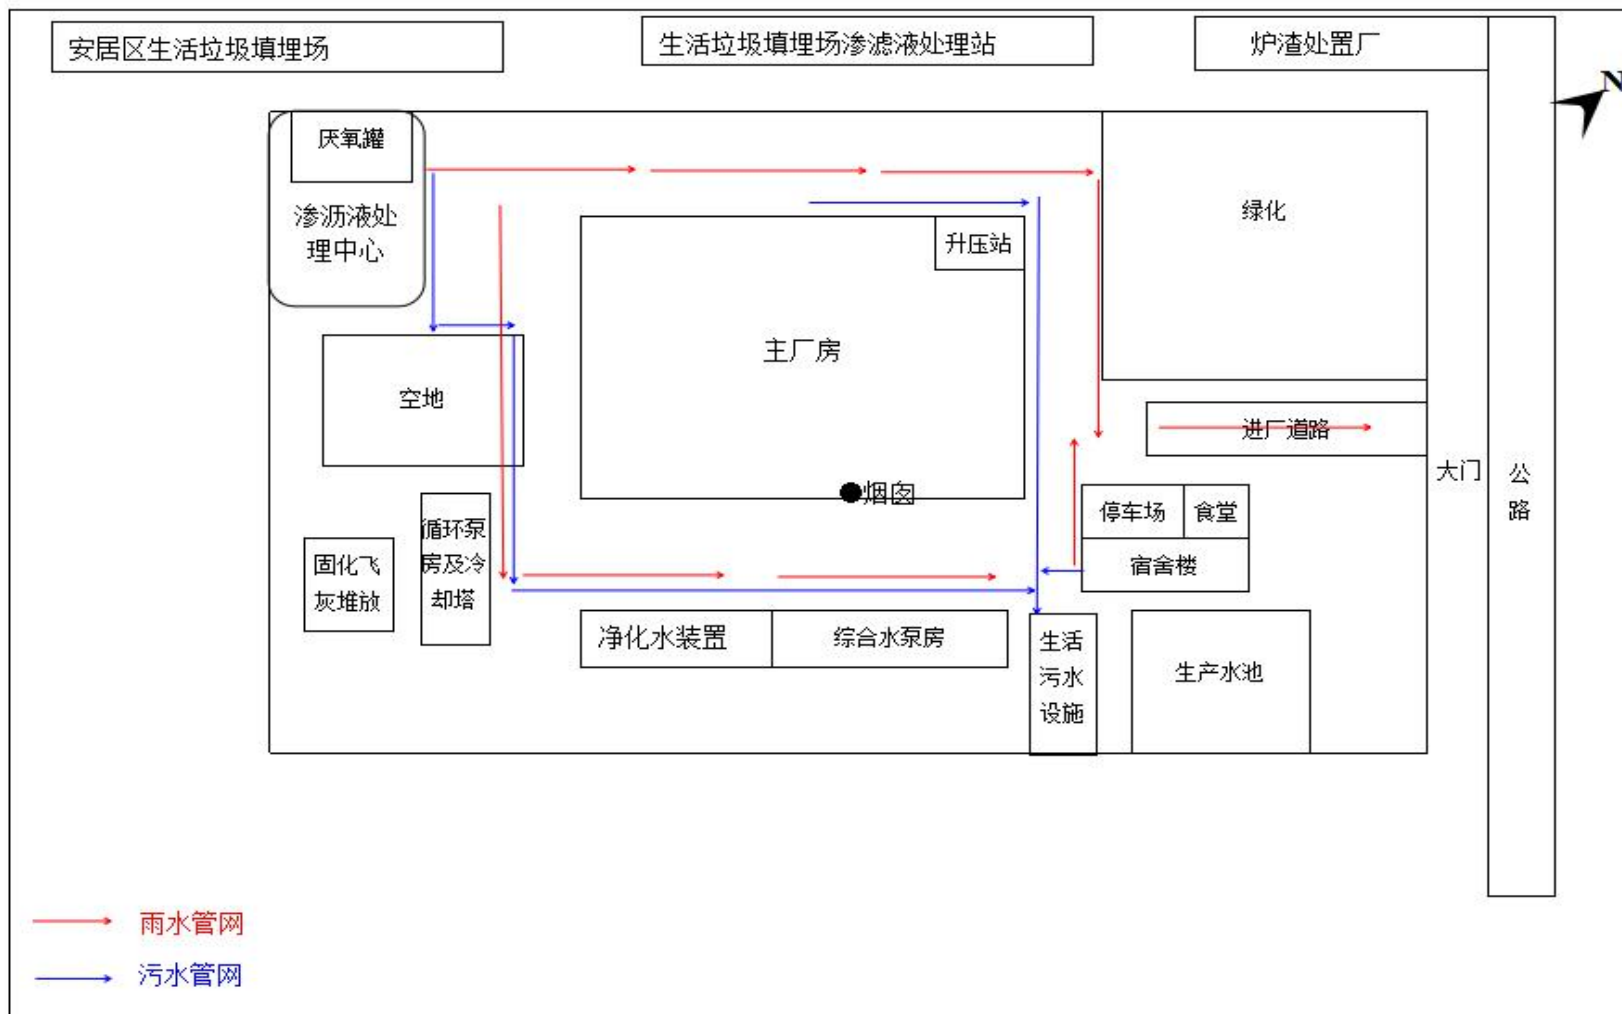 安居区生活垃圾填埋场
生活垃圾填埋场渗滤液处理站
炉渣处置厂
N
厌氧罐
渗沥液处
理中心
绿化
升压站
主厂房
空地
进厂道路
大门
公
路
烟囱
停车场
食堂
宿舍楼
循环泵
房及冷
却塔
固化飞
灰堆放
净化水装置
综合水泵房
生活
污水
设施
生产水池
雨水管网
污水管网